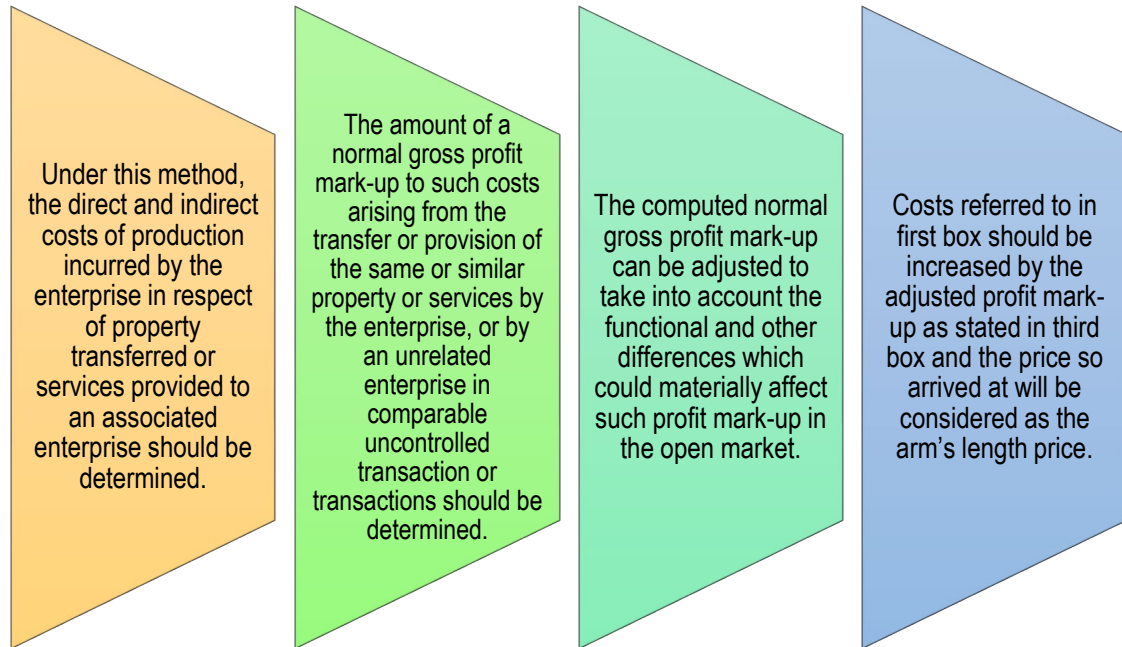 Under this method,
the direct and indirect
costs of production
incurred by the
enterprise in respect
of property
transferred or
services provided to
an associated
enterprise should be
determined.
The amount of a
normal gross profit
mark-up to such costs
arising from the
transfer or provision of
the same or similar
property or services by
the enterprise, or by
an unrelated
enterprise in
comparable
uncontrolled
transaction or
transactions should be
determined.
The computed normal
gross profit mark-up
can be adjusted to
take into account the
functional and other
differences which
could materially affect
such profit mark-up in
the open market.
Costs referred to in
first box should be
increased by the
adjusted profit mark-
up as stated in third
box and the price so
arrived at will be
considered as the
arm’s length price.